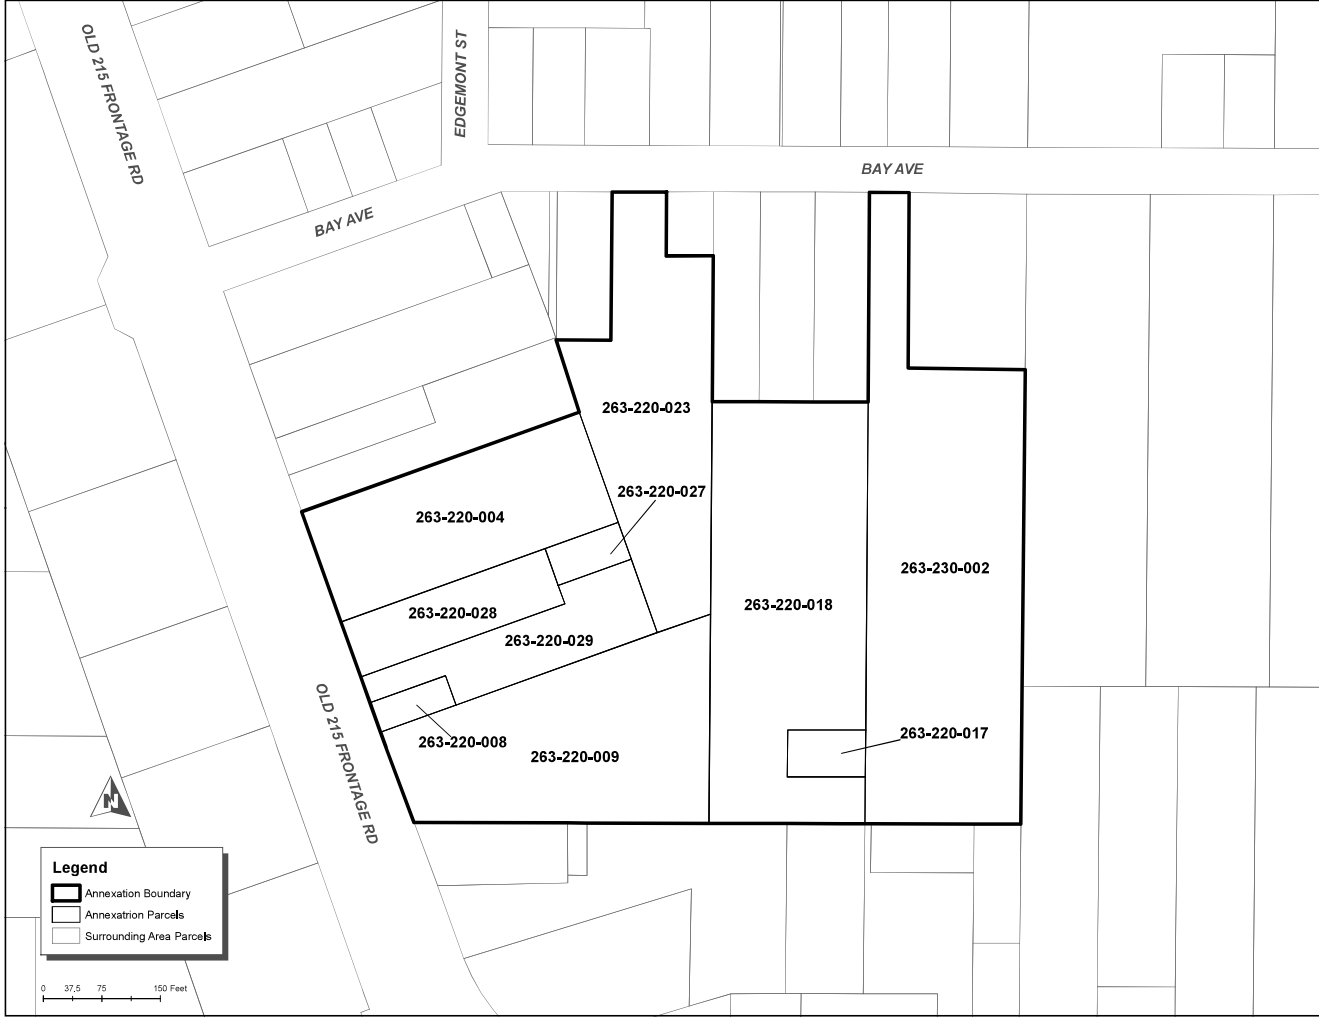 OLD 215 FRONTAGE RD
EDGEMONT ST
BAY AVE
BAY AVE
263-220-023
263-220-027
263-220-004
263-230-002
263-220-018
263-220-028
263-220-029
263-220-017
263-220-008
263-220-009
OLD 215 FRONTAGE RD
N
Legend
Annexation Boundary
Annexatrion Parcels
Surrounding Area Parcels
0 37.5 75 150 Feet